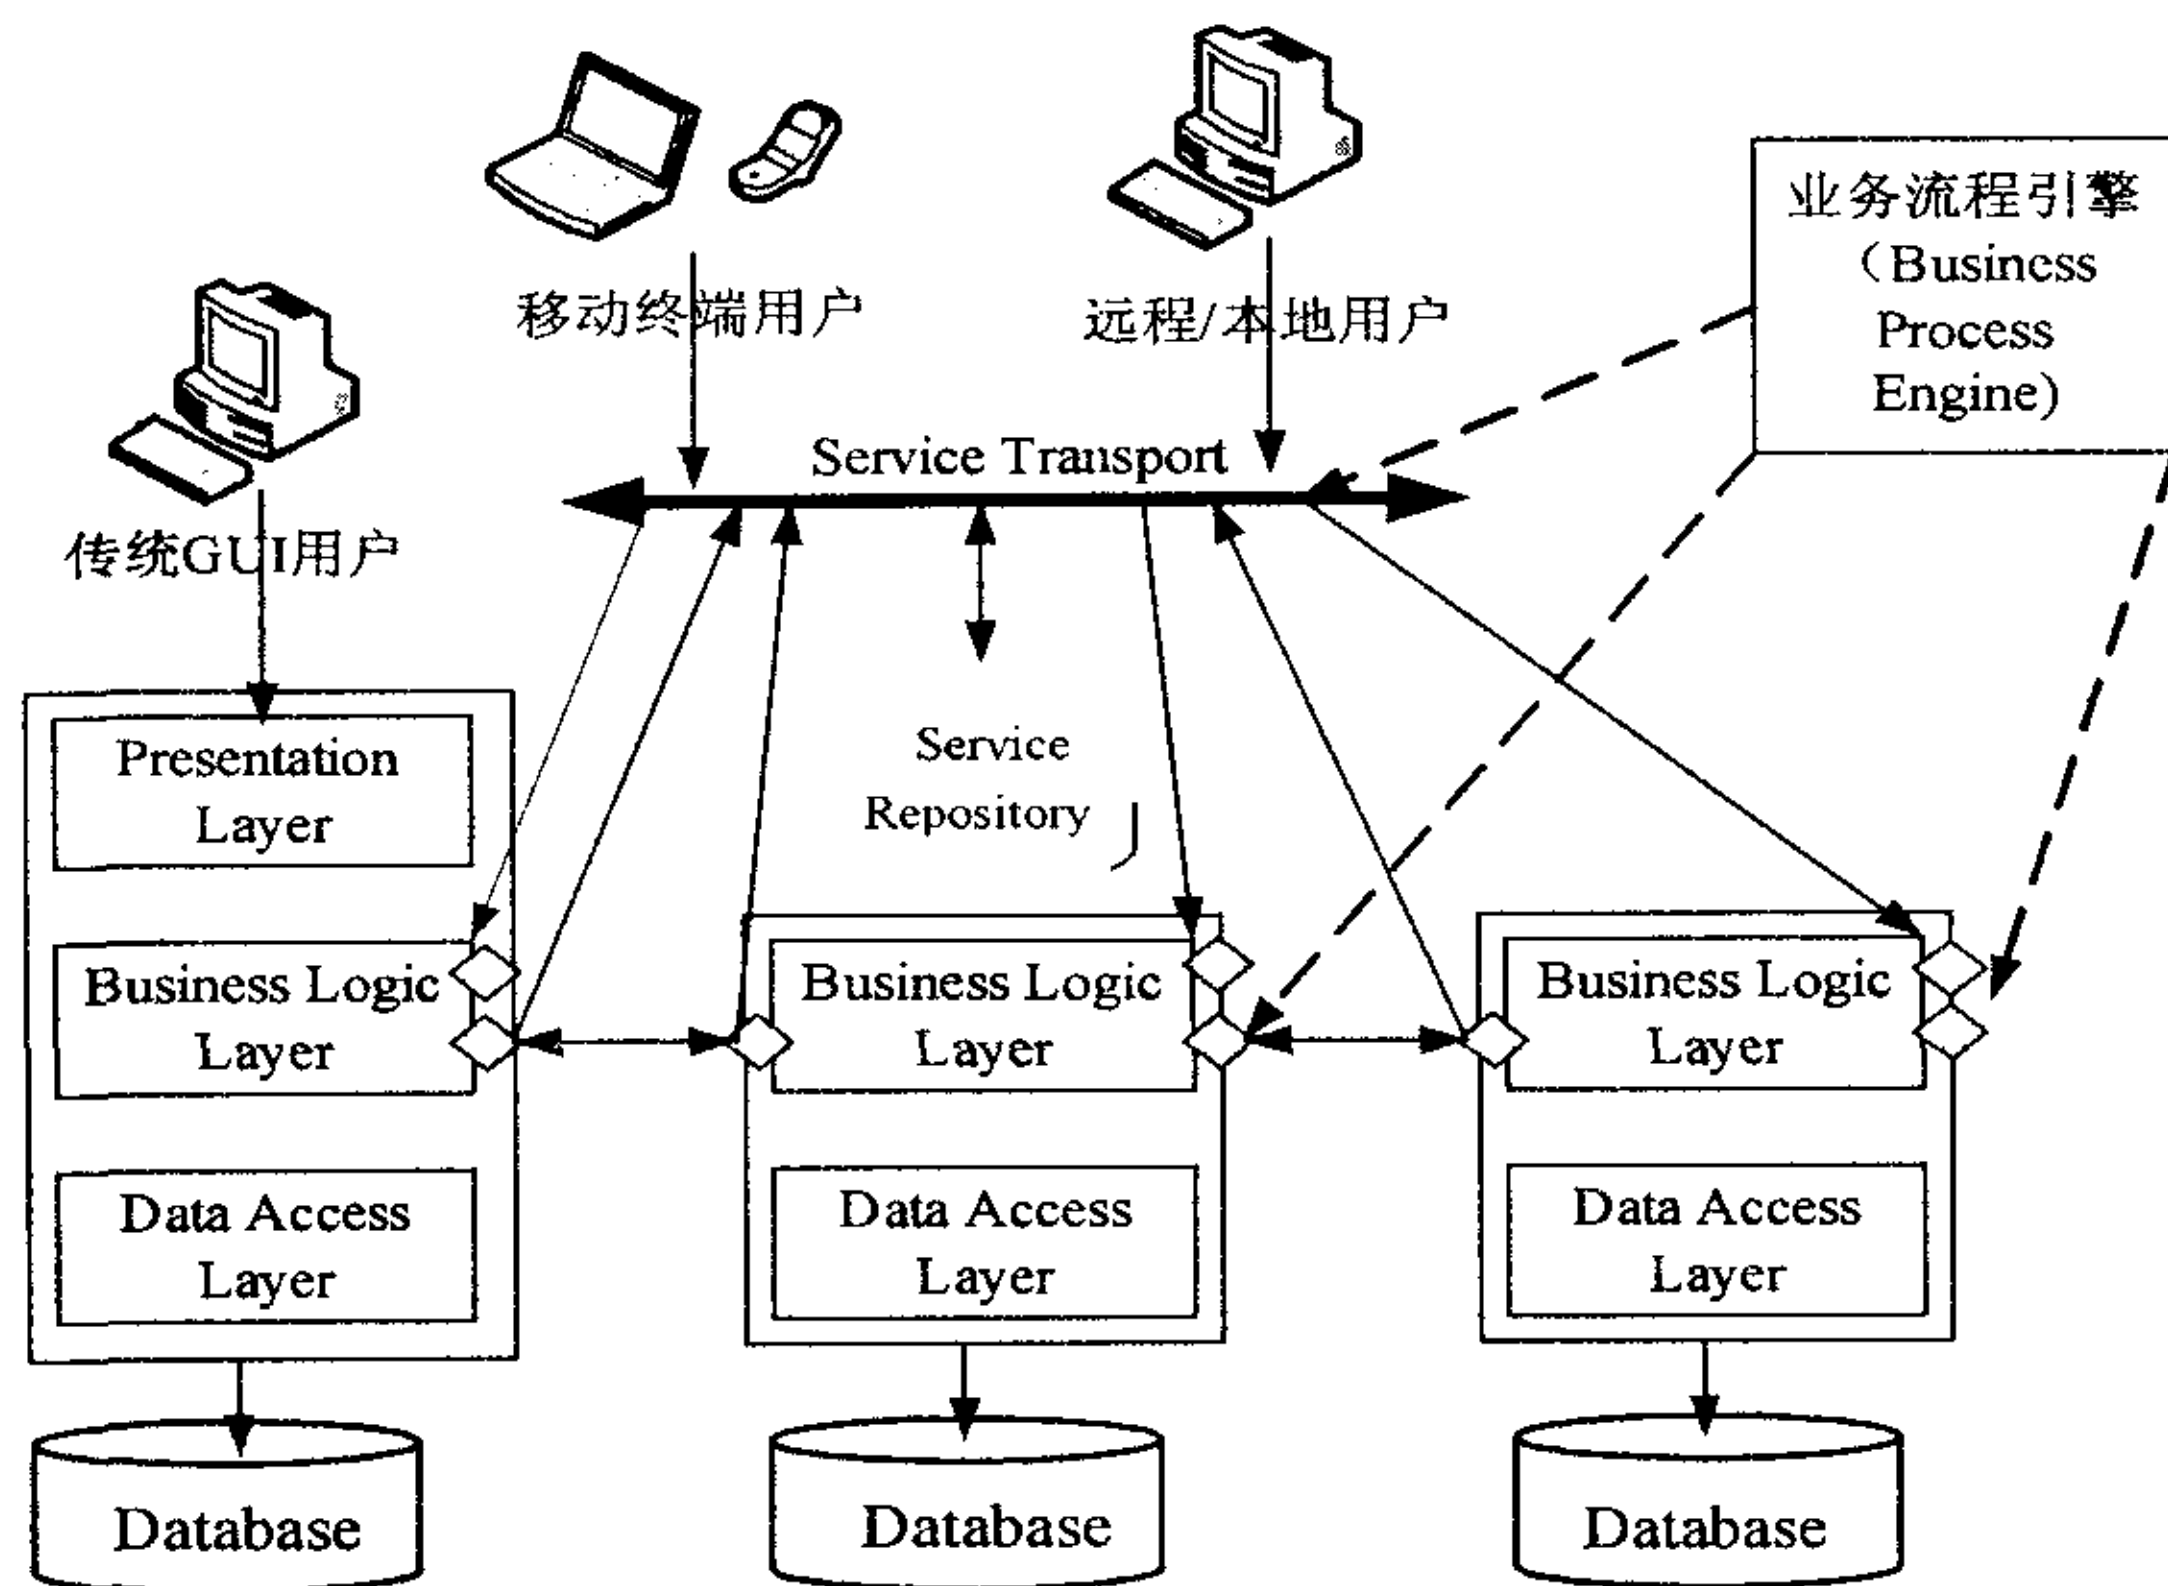 业务流程引擎
（Business
Process
Engine）
移动终端用户
远程/本地用户
Service Transport
传统GUI用户
Service
Repository
Presentation
Layer
Business Logic
Layer
Business Logic
Layer
Business Logic
Layer
Data Access
Layer
Data Access
Layer
Data Access
Layer
Database
Database
Database